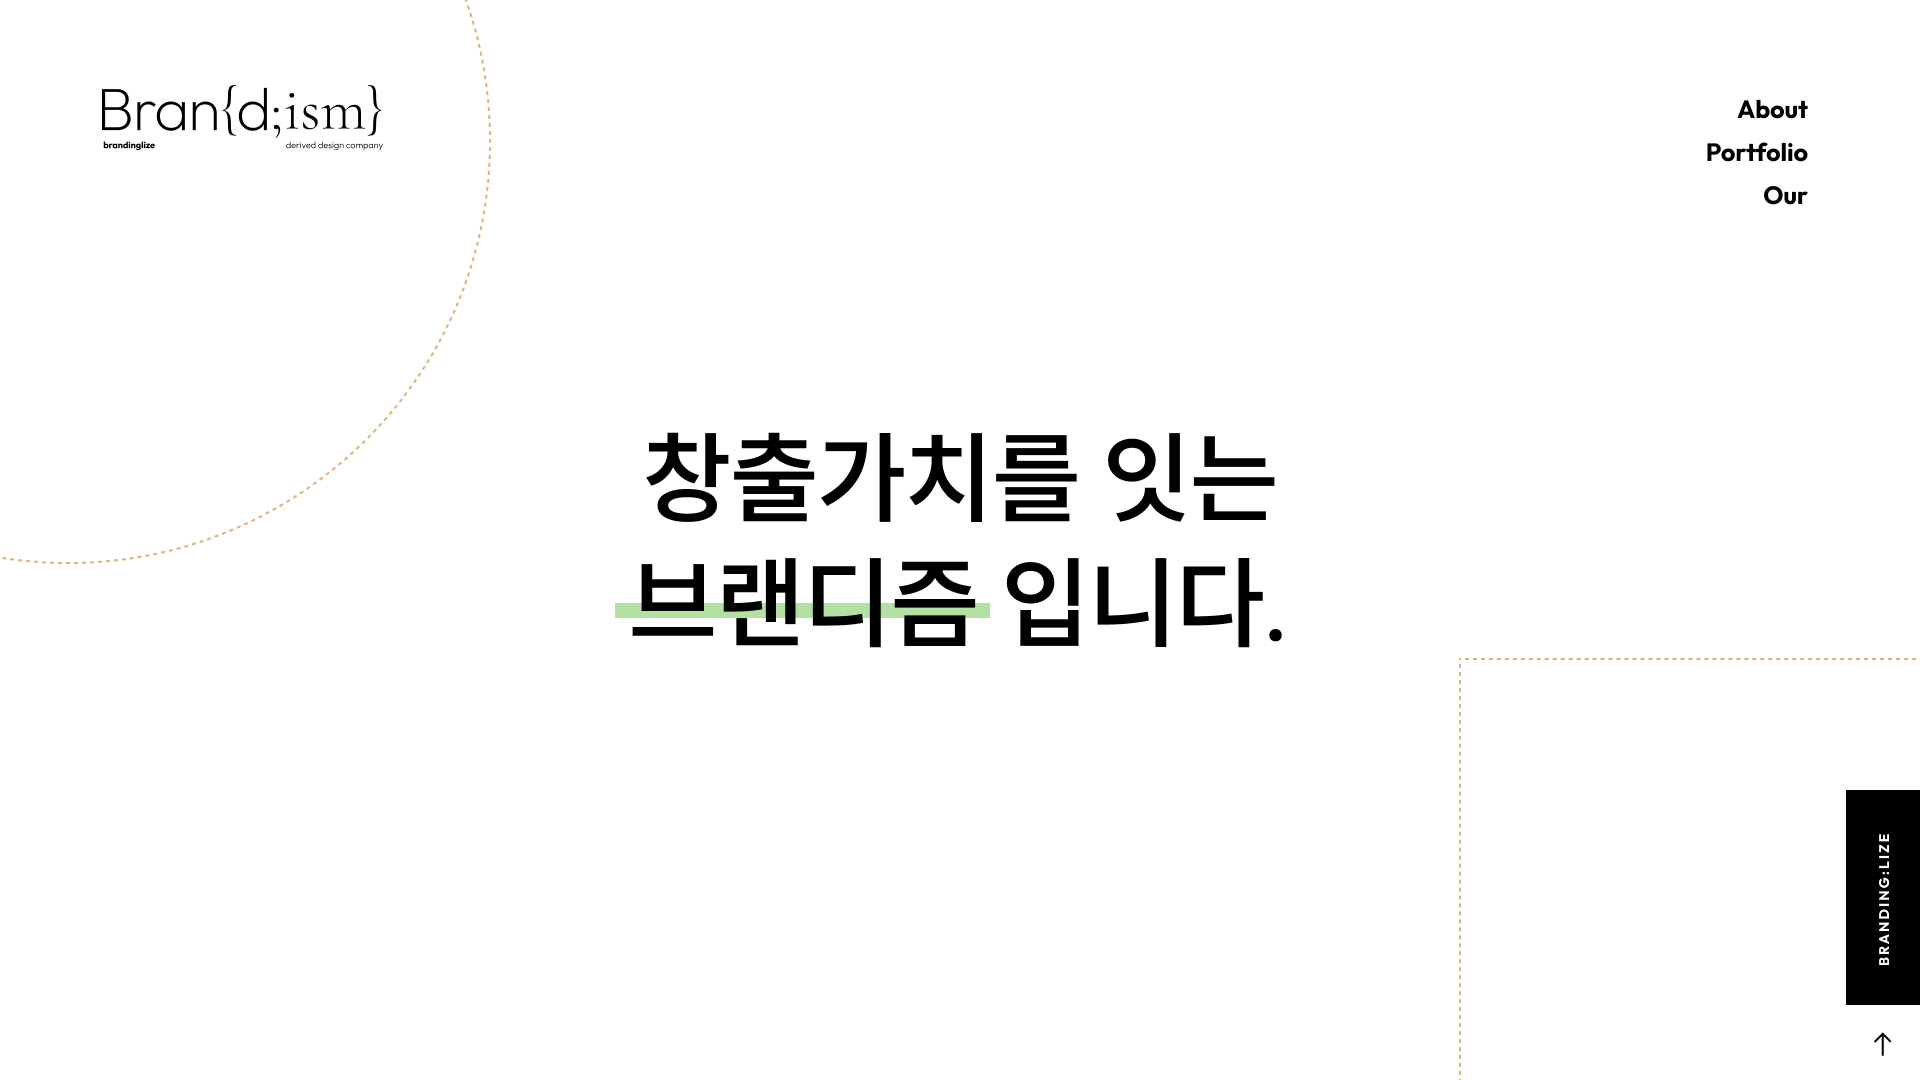 Bran{d;ism}
brandinglize
derived design company
About
Portfolio
Our
창출가치를 잇는
브랜디즘 입니다.
BRANDING:LIZE